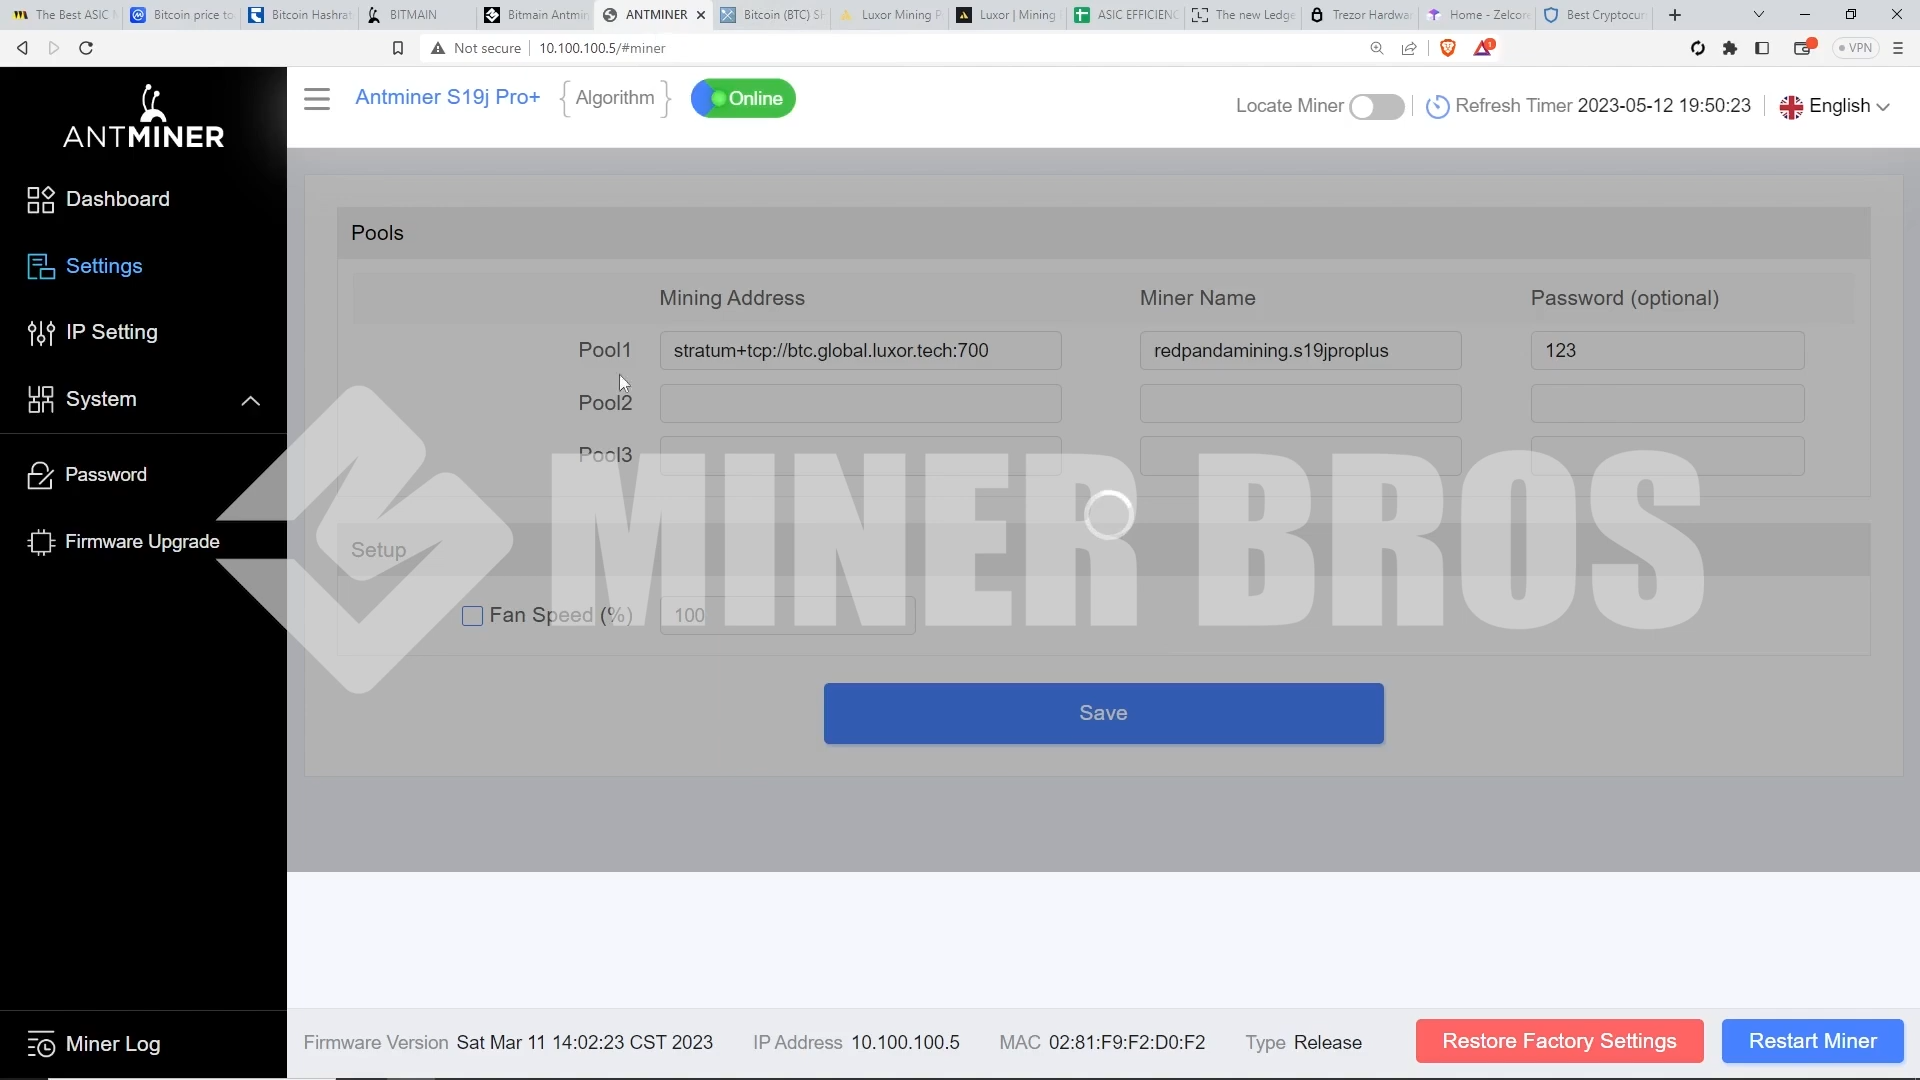 The Best ASIC M
Bitcoin price to
Bitcoin Hashrat
BITMAIN
Bitmain Antmin
ANTMINER
Bitcoin (BTC) S
Luxor Mining P
Luxor | Mining
ASIC EFFICIENC
The new Ledge
Trezor Hardwa
Home - Zelcore
Best Cryptocur
Not secure
10.100.100.5/#miner
1
VPN
ANTMINER
Antminer S19j Pro+
{ Algorithm }
Online
Locate Miner
Refresh Timer 2023-05-12 19:50:23
English
Dashboard
Settings
IP Setting
System
Password
Firmware Upgrade
Miner Log
Pools
Mining Address
Miner Name
Password (optional)
Pool1
stratum+tcp://btc.global.luxor.tech:700
redpandamining.s19jproplus
123
Pool2
Pool3
MINER BROS
Setup
Fan Speed (%)
100
Save
Firmware Version Sat Mar 11 14:02:23 CST 2023
IP Address 10.100.100.5
MAC 02:81:F9:F2:D0:F2
Type Release
Restore Factory Settings
Restart Miner